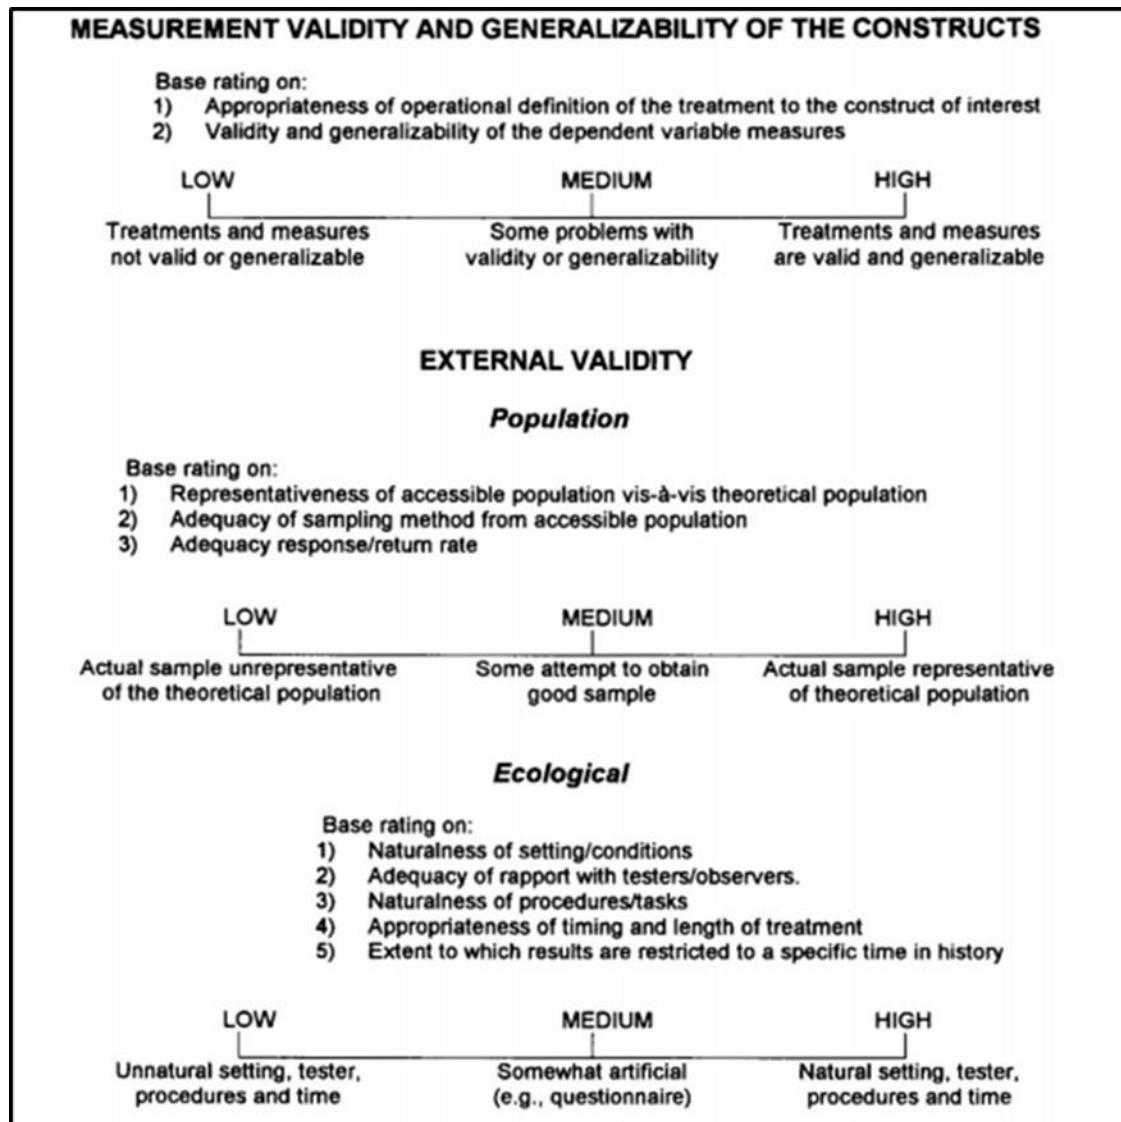 MEASUREMENT VALIDITY AND GENERALIZABILITY OF THE CONSTRUCTS
Base rating on:
1) Appropriateness of operational definition of the treatment to the construct of interest
2) Validity and generalizability of the dependent variable measures
LOW MEDIUM HIGH
Treatments and measures Some problems with Treatments and measures
not valid or generalizable validity or generalizability are valid and generalizable
EXTERNAL VALIDITY
Population
Base rating on:
1) Representativeness of accessible population vis-à-vis theoretical population
2) Adequacy of sampling method from accessible population
3) Adequacy response/return rate
LOW MEDIUM HIGH
Actual sample unrepresentative Some attempt to obtain Actual sample representative
of the theoretical population good sample of theoretical population
Ecological
Base rating on:
1) Naturalness of setting/conditions
2) Adequacy of rapport with testers/observers.
3) Naturalness of procedures/tasks
4) Appropriateness of timing and length of treatment
5) Extent to which results are restricted to a specific time in history
LOW MEDIUM HIGH
Unnatural setting, tester, Somewhat artificial Natural setting, tester,
procedures and time (e.g., questionnaire) procedures and time